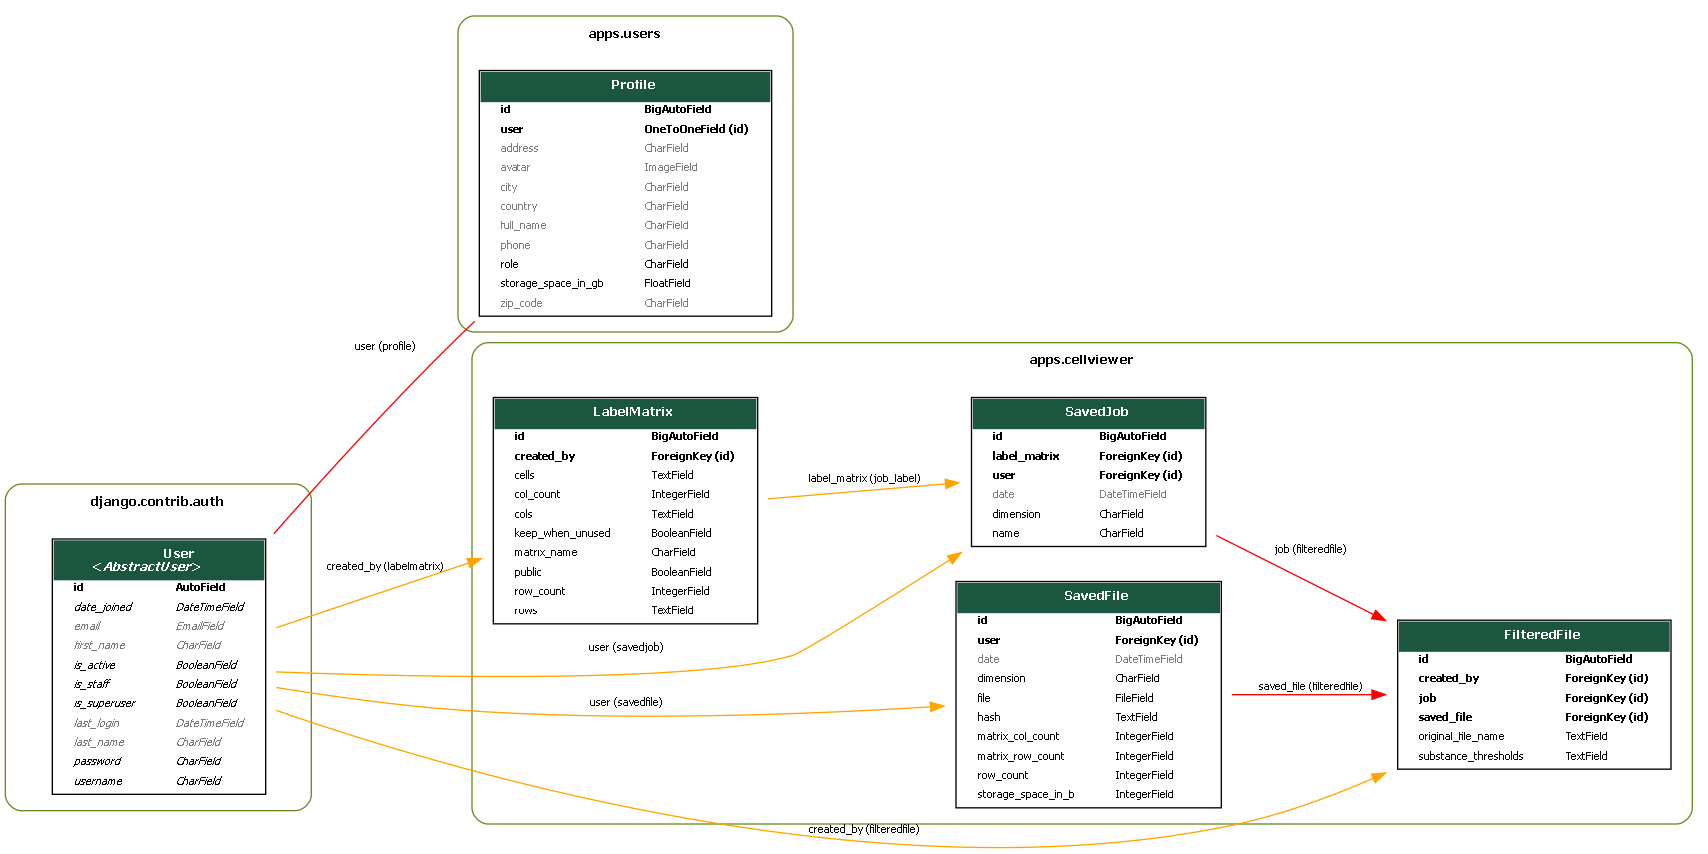 apps.users
Profile
id BigAutoField
user OneToOneField (id)
address CharField
avatar ImageField
city CharField
country CharField
full_name CharField
phone CharField
role CharField
storage_space_in_gb FloatField
zip_code CharField
user (profile)
apps.cellviewer
LabelMatrix
id BigAutoField
created_by ForeignKey (id)
cells TextField
col_count IntegerField
cols TextField
keep_when_unused BooleanField
matrix_name CharField
public BooleanField
row_count IntegerField
rows TextField
label_matrix (job_label)
SavedJob
id BigAutoField
label_matrix ForeignKey (id)
user ForeignKey (id)
date DateTimeField
dimension CharField
name CharField
job (filteredfile)
django.contrib.auth
User
<AbstractUser>
id AutoField
date_joined DateTimeField
email EmailField
first_name CharField
is_active BooleanField
is_staff BooleanField
is_superuser BooleanField
last_login DateTimeField
last_name CharField
password CharField
username CharField
created_by (labelmatrix)
user (savedjob)
user (savedfile)
SavedFile
id BigAutoField
user ForeignKey (id)
date DateTimeField
dimension CharField
file FileField
hash TextField
matrix_col_count IntegerField
matrix_row_count IntegerField
row_count IntegerField
storage_space_in_b IntegerField
saved_file (filteredfile)
FilteredFile
id BigAutoField
created_by ForeignKey (id)
job ForeignKey (id)
saved_file ForeignKey (id)
original_file_name TextField
substance_thresholds TextField
created_by (filteredfile)